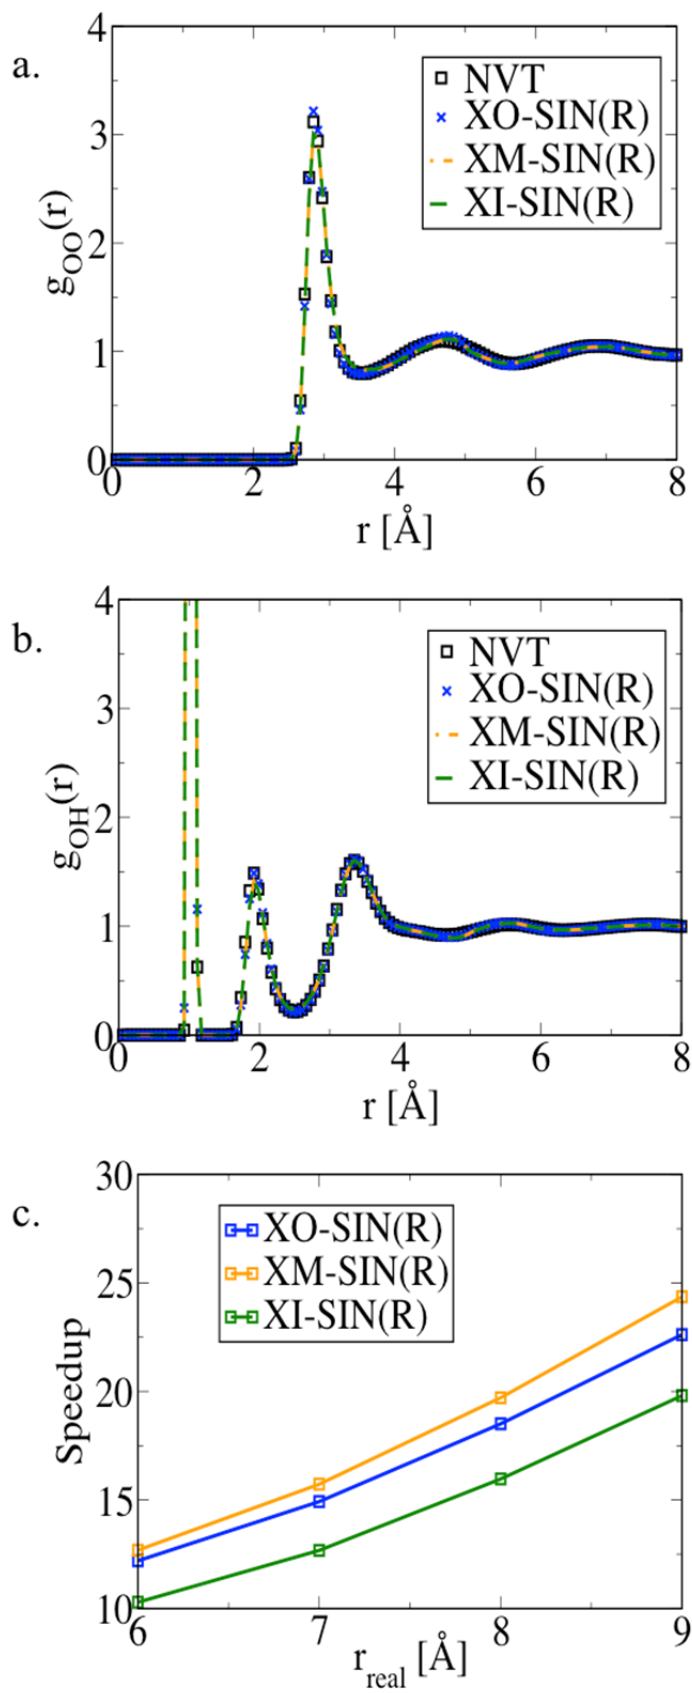 a.
4
3
2
1
0
g_OO(r)
NVT
XO-SIN(R)
XM-SIN(R)
XI-SIN(R)
0 2 4 6 8
r [Å]
b.
4
3
2
1
0
g_OH(r)
NVT
XO-SIN(R)
XM-SIN(R)
XI-SIN(R)
0 2 4 6 8
r [Å]
c.
30
25
20
15
10
Speedup
XO-SIN(R)
XM-SIN(R)
XI-SIN(R)
6 7 8 9
r_real [Å]